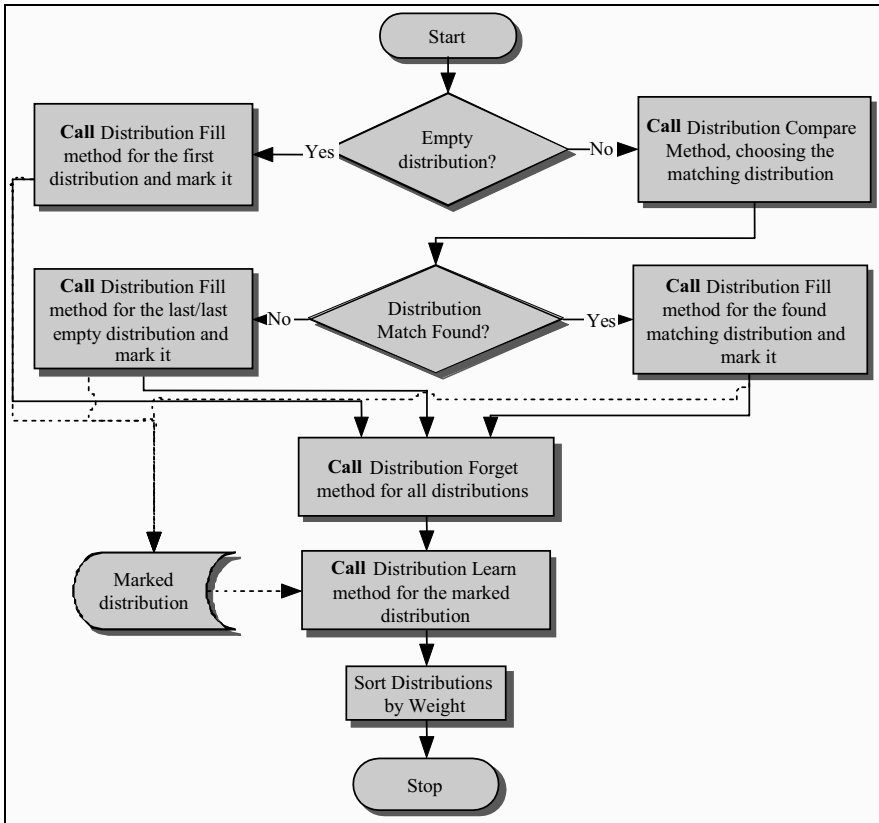 Start
Empty
distribution?
Yes
No
Call Distribution Fill
method for the first
distribution and mark it
Call Distribution Compare
Method, choosing the
matching distribution
Call Distribution Fill
method for the last/last
empty distribution and
mark it
No
Distribution
Match Found?
Yes
Call Distribution Fill
method for the found
matching distribution and
mark it
Call Distribution Forget
method for all distributions
Marked
distribution
Call Distribution Learn
method for the marked
distribution
Sort Distributions
by Weight
Stop